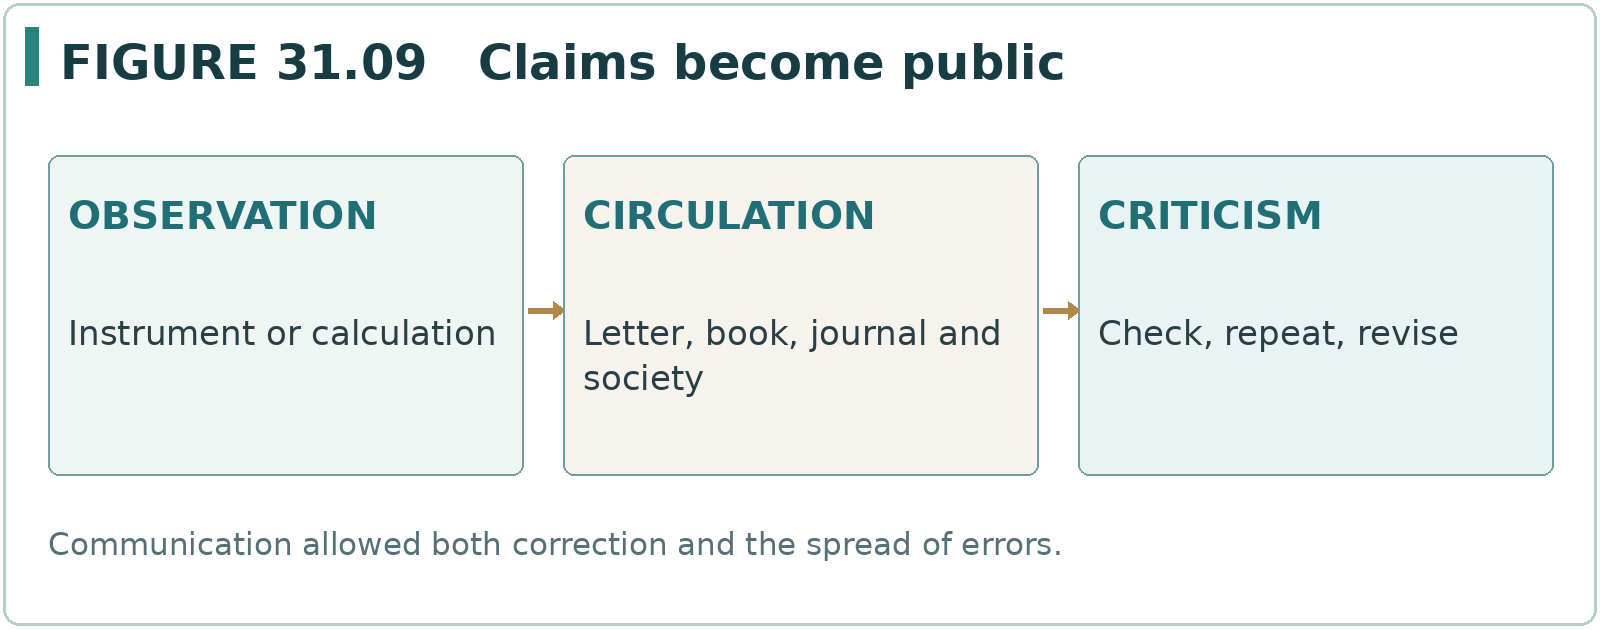 FIGURE 31.09 Claims become public
OBSERVATION
Instrument or calculation
CIRCULATION
Letter, book, journal and
society
CRITICISM
Check, repeat, revise
Communication allowed both correction and the spread of errors.